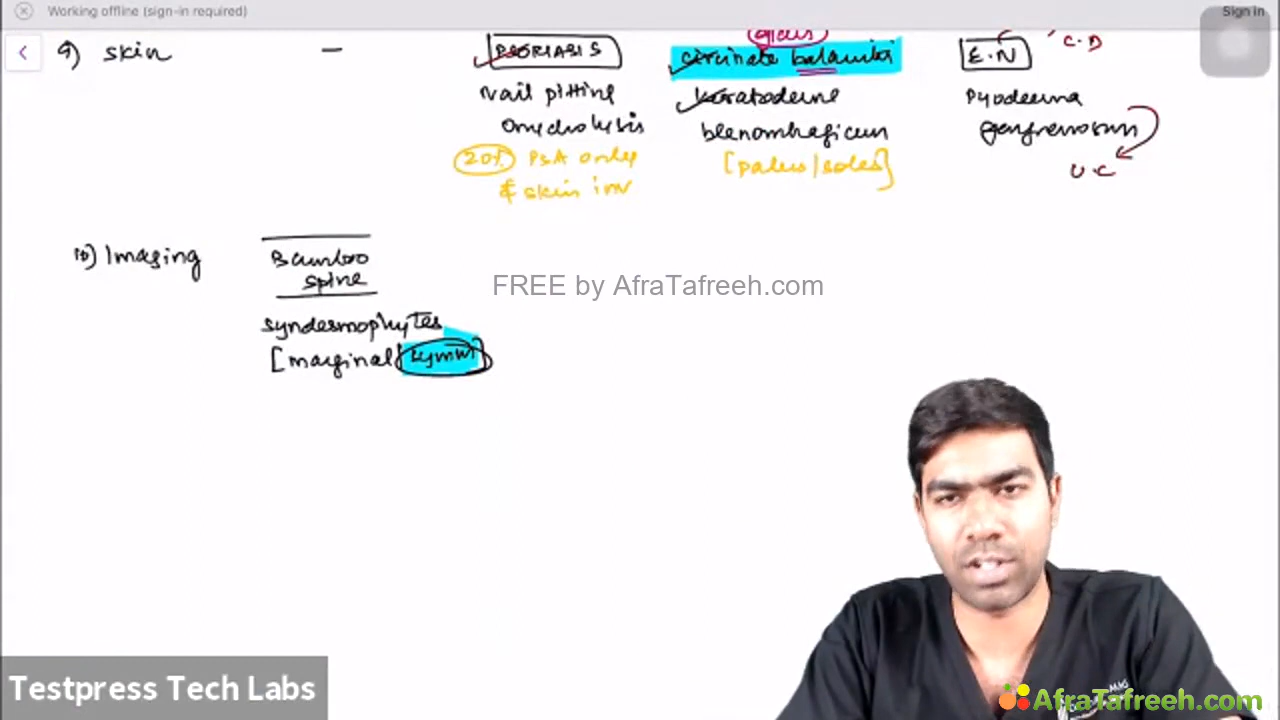 Working offline (sign-in required)
Sign in
glans
C.D
9) Skin - PSORIASIS circinate balanitis E.N
Nail pitting Keratoderma Pyoderma
onycholysis blenorrhagicum gangrenosum
20% PSA only [palms/soles] U.C
& skin inv
10) Imaging Bamboo
spine
FREE by AfraTafreeh.com
Syndesmophytes
[marginal symm]
Testpress Tech Labs
AfraTafreeh.com